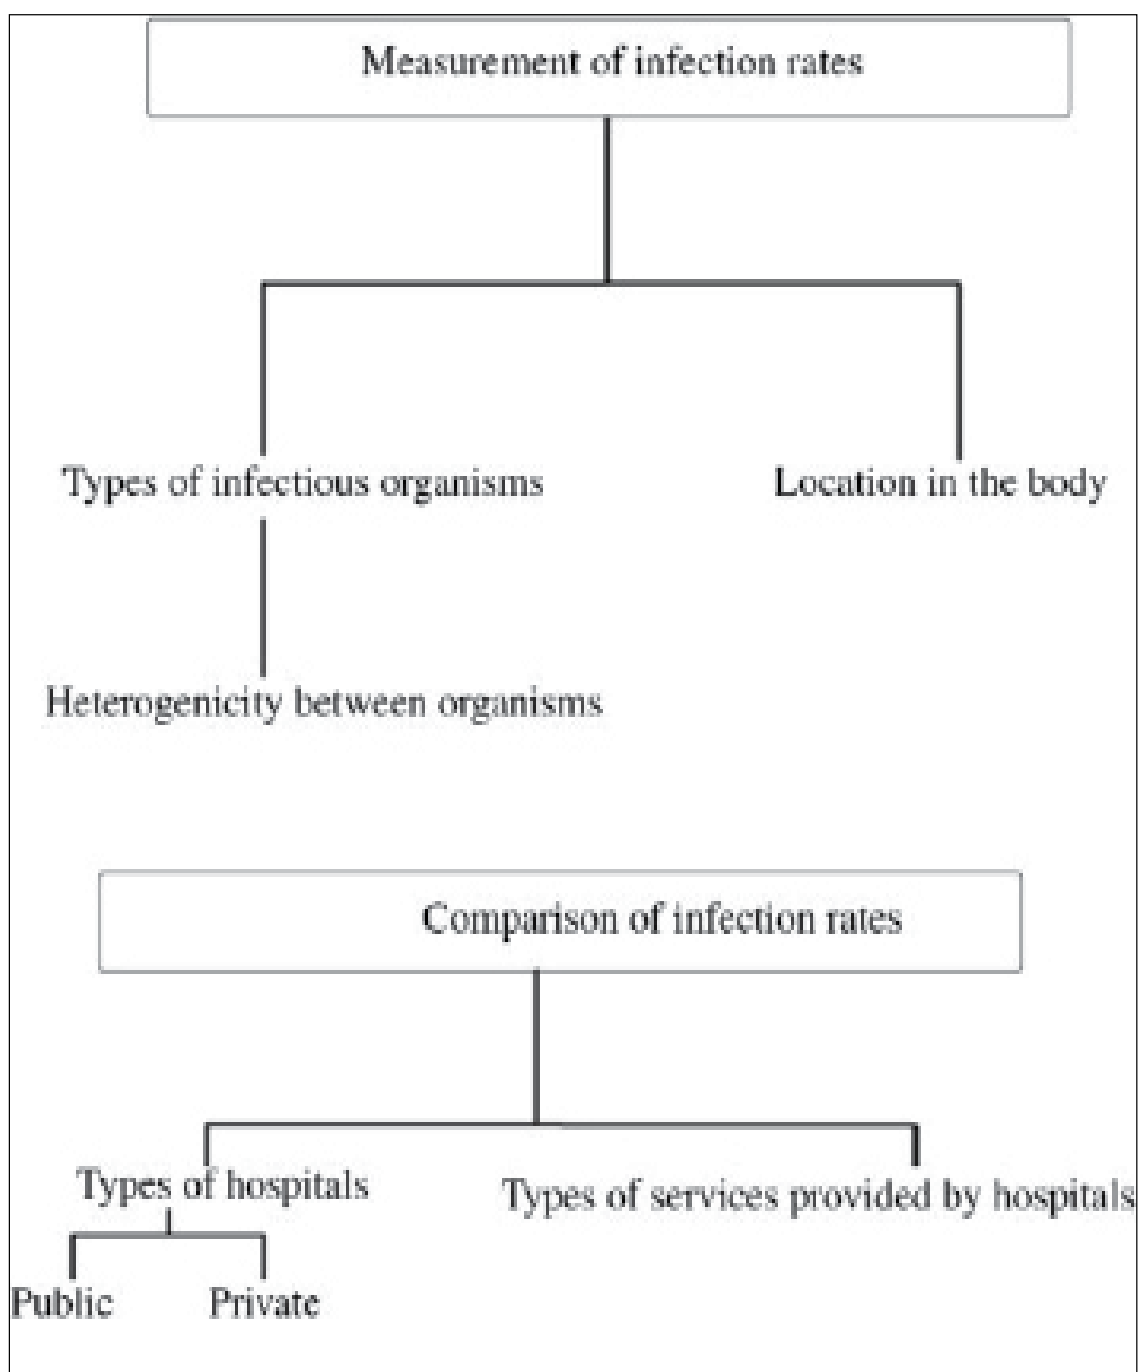 Measurement of infection rates
Types of infectious organisms
Location in the body
Heterogenicity between organisms
Comparison of infection rates
Types of hospitals
Types of services provided by hospitals
Public
Private